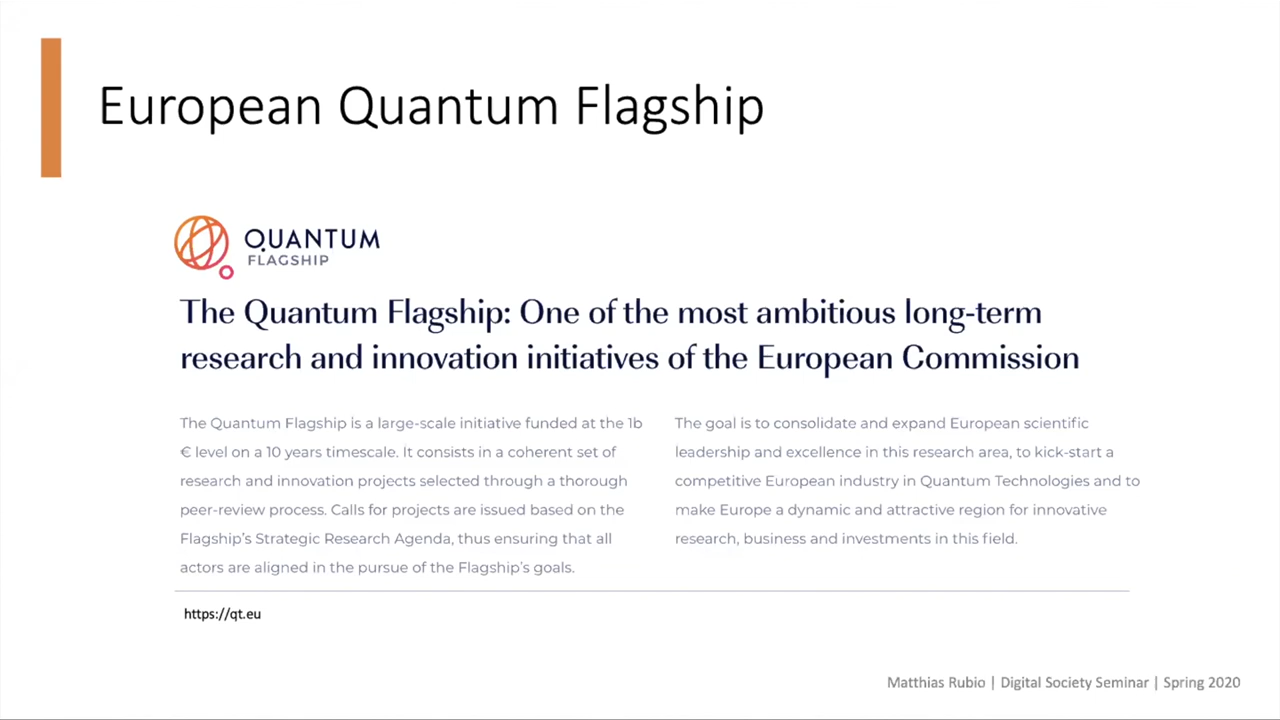 European Quantum Flagship
QUANTUM
FLAGSHIP
The Quantum Flagship: One of the most ambitious long-term
research and innovation initiatives of the European Commission
The Quantum Flagship is a large-scale initiative funded at the 1b
€ level on a 10 years timescale. It consists in a coherent set of
research and innovation projects selected through a thorough
peer-review process. Calls for projects are issued based on the
Flagship's Strategic Research Agenda, thus ensuring that all
actors are aligned in the pursue of the Flagship's goals.
The goal is to consolidate and expand European scientific
leadership and excellence in this research area, to kick-start a
competitive European industry in Quantum Technologies and to
make Europe a dynamic and attractive region for innovative
research, business and investments in this field.
https://qt.eu
Matthias Rubio | Digital Society Seminar | Spring 2020